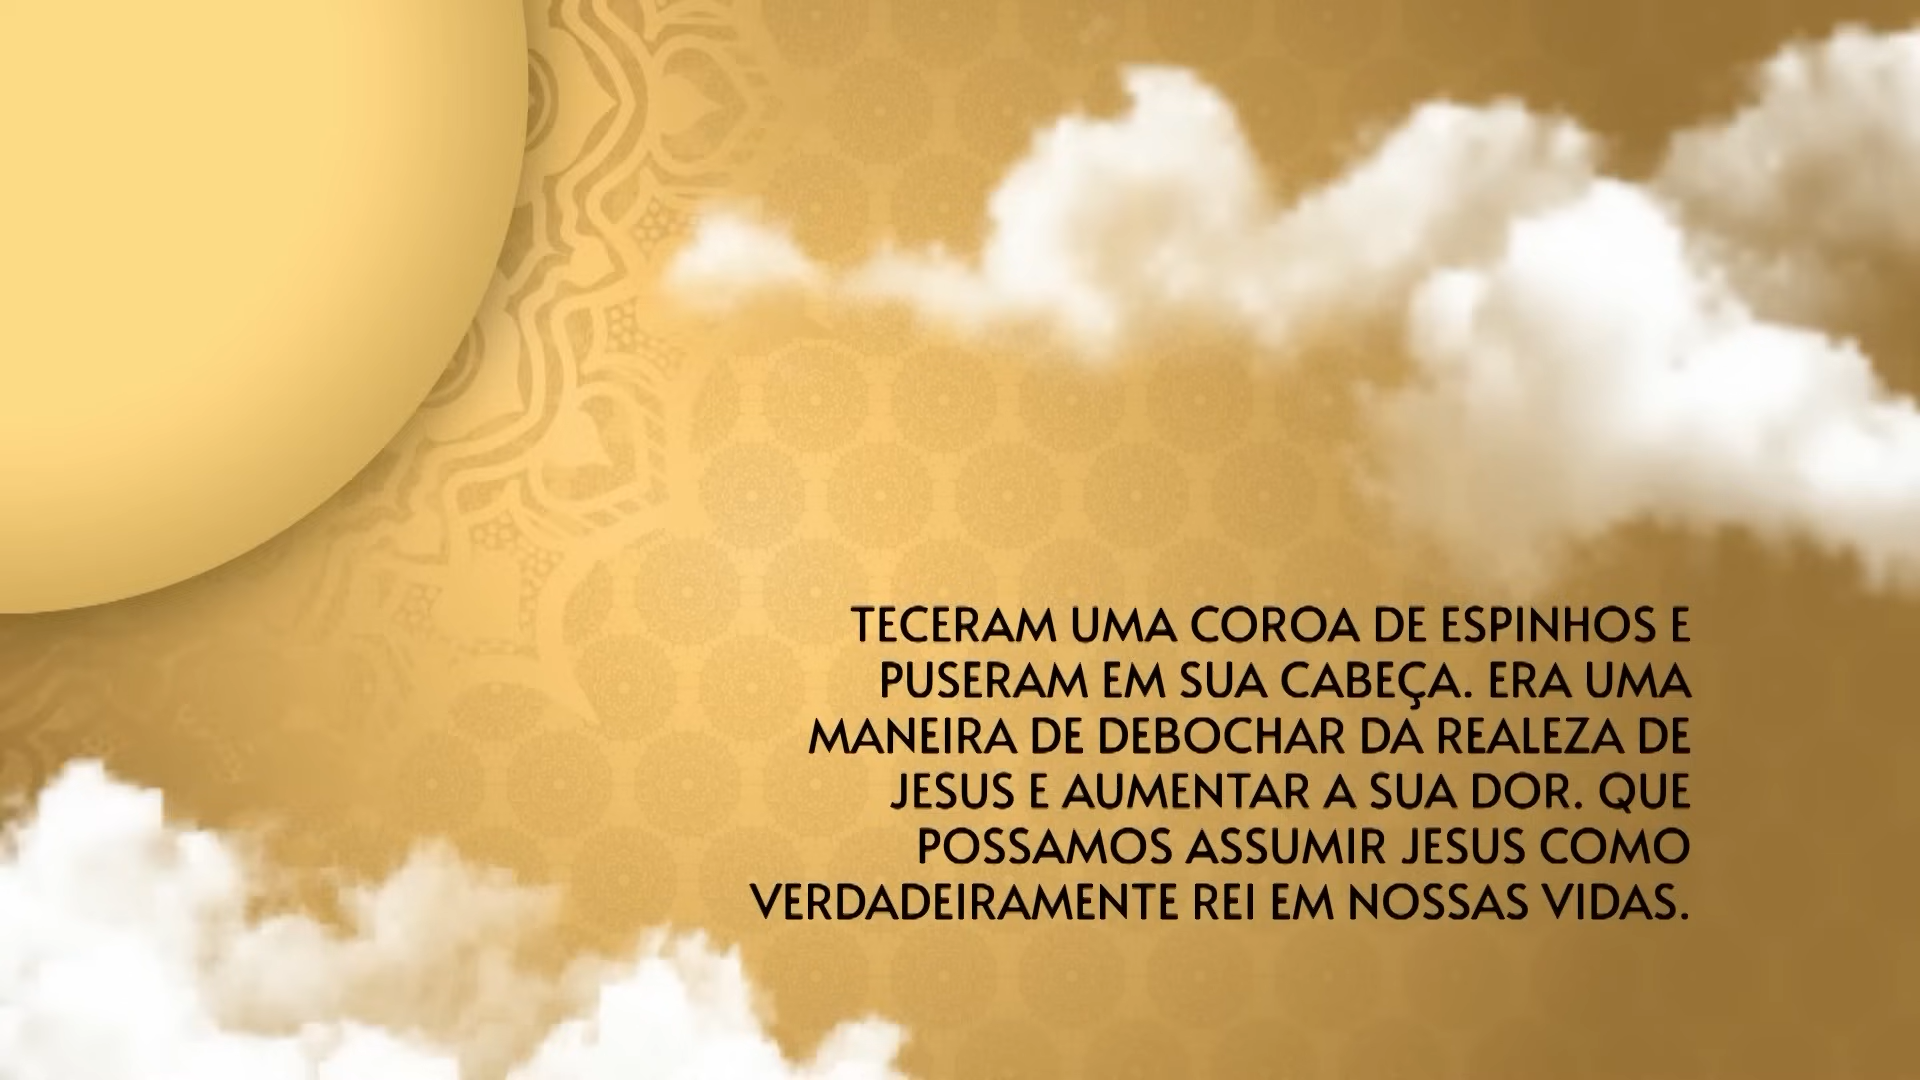 TECERAM UMA COROA DE ESPINHOS E
PUSERAM EM SUA CABEÇA. ERA UMA
MANEIRA DE DEBOCHAR DA REALEZA DE
JESUS E AUMENTAR A SUA DOR. QUE
POSSAMOS ASSUMIR JESUS COMO
VERDADEIRAMENTE REI EM NOSSAS VIDAS.